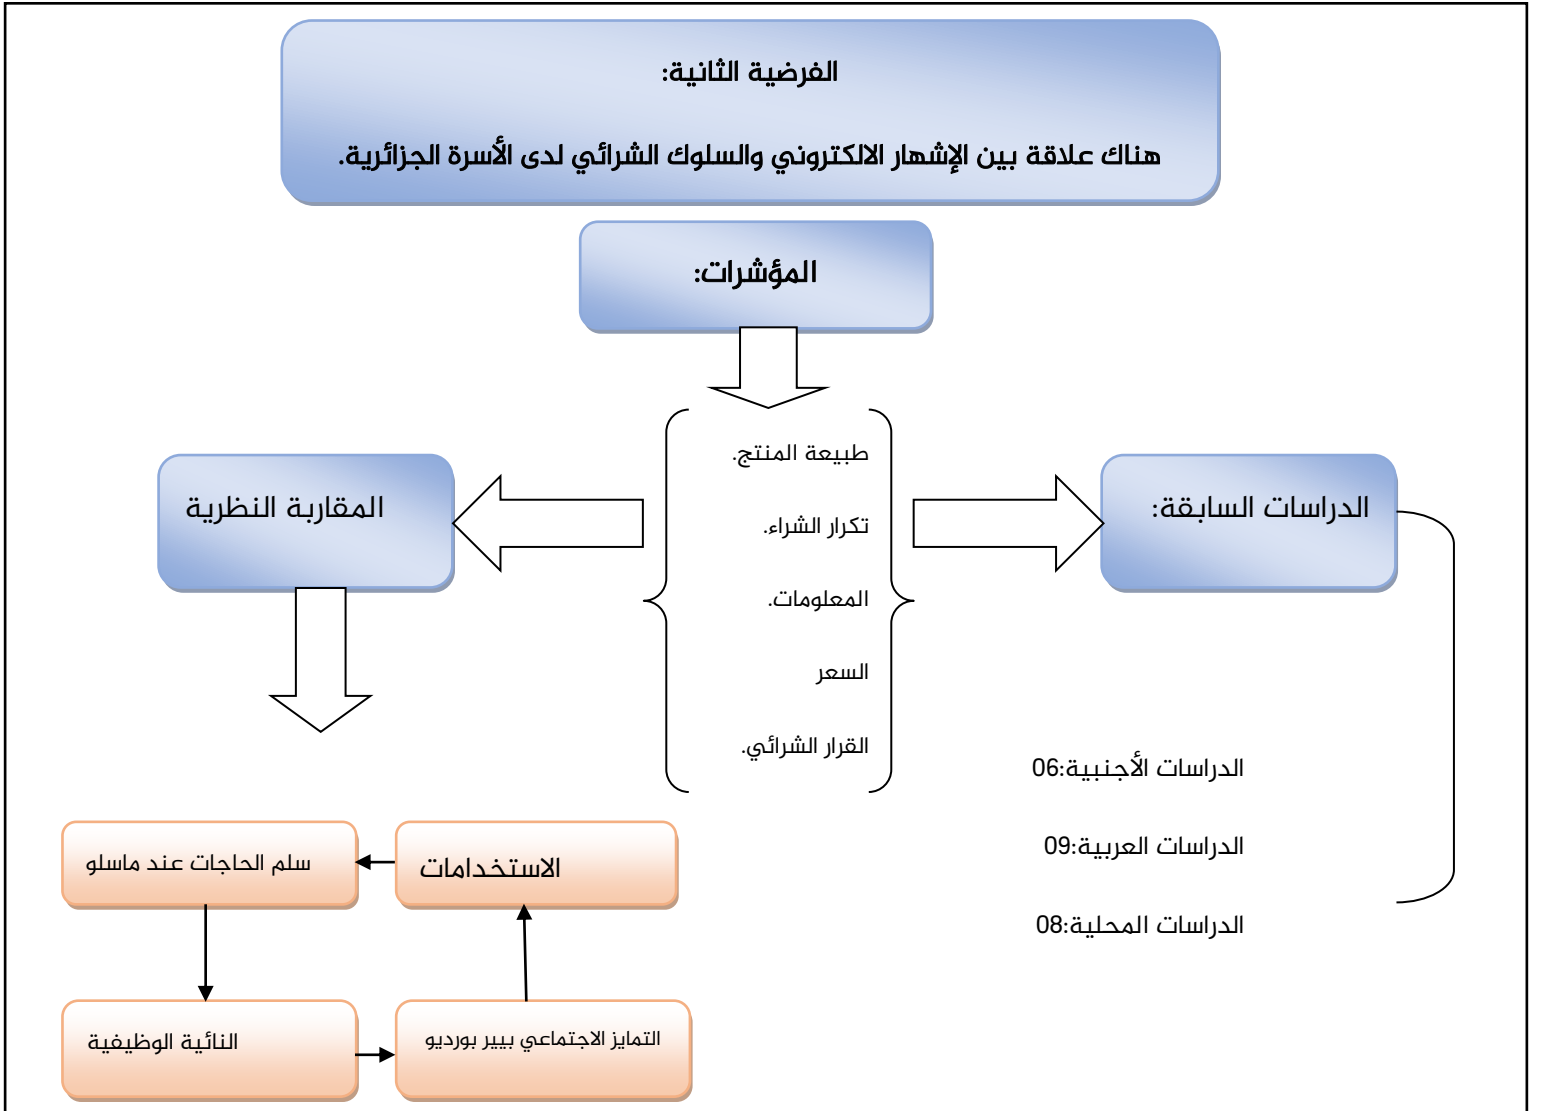 الفرضية الثانية:
هناك علاقة بين الإشهار الالكتروني والسلوك الشرائي لدى الأسرة الجزائرية.
المؤشرات:
الدراسات السابقة:
طبيعة المنتج.
تكرار الشراء.
المعلومات.
السعر
القرار الشرائي.
المقاربة النظرية
الدراسات الأجنبية:06
الدراسات العربية:09
الدراسات المحلية:08
الاستخدامات
سلم الحاجات عند ماسلو
التمايز الاجتماعي بيير بورديو
النائية الوظيفية